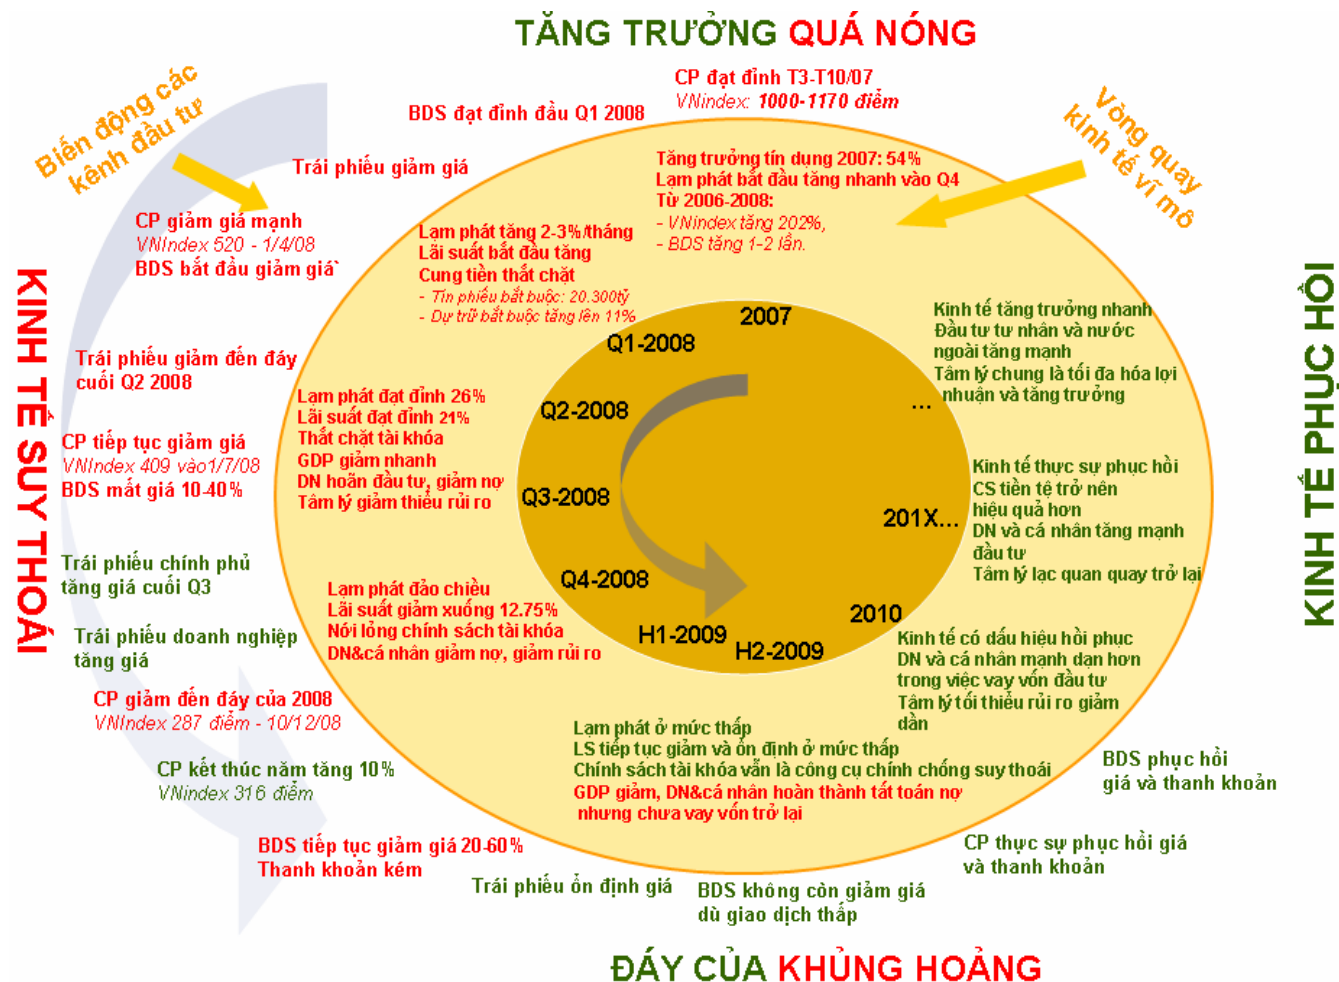 TĂNG TRƯỞNG QUÁ NÓNG
CP đạt đỉnh T3-T10/07
VNindex: 1000-1170 điểm
BDS đạt đỉnh đầu Q1 2008
Biến động các
kênh đầu tư
Vòng quay
kinh tế vĩ mô
Trái phiếu giảm giá
CP giảm giá mạnh
VNIndex 520 - 1/4/08
BDS bắt đầu giảm giá`
Tăng trưởng tín dụng 2007: 54%
Lạm phát bắt đầu tăng nhanh vào Q4
Từ 2006-2008:
- VNindex tăng 202%,
- BDS tăng 1-2 lần.
Lạm phát tăng 2-3%/tháng
Lãi suất bắt đầu tăng
Cung tiền thắt chặt
- Tín phiếu bắt buộc: 20.300tỷ
- Dự trữ bắt buộc tăng lên 11%
KINH TẾ SUY THOÁI
Trái phiếu giảm đến đáy
cuối Q2 2008
CP tiếp tục giảm giá
VNIndex 409 vào1/7/08
BDS mất giá 10-40%
Trái phiếu chính phủ
tăng giá cuối Q3
Trái phiếu doanh nghiệp
tăng giá
CP giảm đến đáy của 2008
VNIndex 287 điểm - 10/12/08
CP kết thúc năm tăng 10%
VNindex 316 điểm
BDS tiếp tục giảm giá 20-60%
Thanh khoản kém
Lạm phát đạt đỉnh 26%
Lãi suất đạt đỉnh 21%
Thắt chặt tài khóa
GDP giảm nhanh
DN hoãn đầu tư, giảm nợ
Tâm lý giảm thiểu rủi ro
Lạm phát đảo chiều
Lãi suất giảm xuống 12.75%
Nới lỏng chính sách tài khóa
DN&cá nhân giảm nợ, giảm rủi ro
2007
Q1-2008
Q2-2008
Q3-2008
Q4-2008
H1-2009
H2-2009
2010
201X...
...
Kinh tế tăng trưởng nhanh
Đầu tư tư nhân và nước
ngoài tăng mạnh
Tâm lý chung là tối đa hóa lợi
nhuận và tăng trưởng
Kinh tế thực sự phục hồi
CS tiền tệ trở nên
hiệu quả hơn
DN và cá nhân tăng mạnh
đầu tư
Tâm lý lạc quan quay trở lại
Kinh tế có dấu hiệu hồi phục
DN và cá nhân mạnh dạn hơn
trong việc vay vốn đầu tư
Tâm lý tối thiểu rủi ro giảm
dần
Lạm phát ở mức thấp
LS tiếp tục giảm và ổn định ở mức thấp
Chính sách tài khóa vẫn là công cụ chính chống suy thoái
GDP giảm, DN&cá nhân hoàn thành tất toán nợ
nhưng chưa vay vốn trở lại
KINH TẾ PHỤC HỒI
BDS phục hồi
giá và thanh khoản
CP thực sự phục hồi giá
và thanh khoản
Trái phiếu ổn định giá
BDS không còn giảm giá
dù giao dịch thấp
ĐÁY CỦA KHỦNG HOẢNG